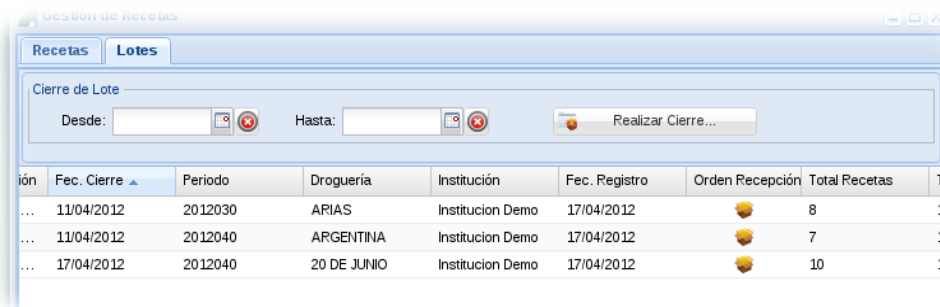 Gestion de Recetas
Recetas Lotes
Cierre de Lote
Desde: Hasta: Realizar Cierre...
ión Fec. Cierre Periodo Droguería Institución Fec. Registro Orden Recepción Total Recetas
... 11/04/2012 2012030 ARIAS Institucion Demo 17/04/2012 8
... 11/04/2012 2012040 ARGENTINA Institucion Demo 17/04/2012 7
... 17/04/2012 2012040 20 DE JUNIO Institucion Demo 17/04/2012 10